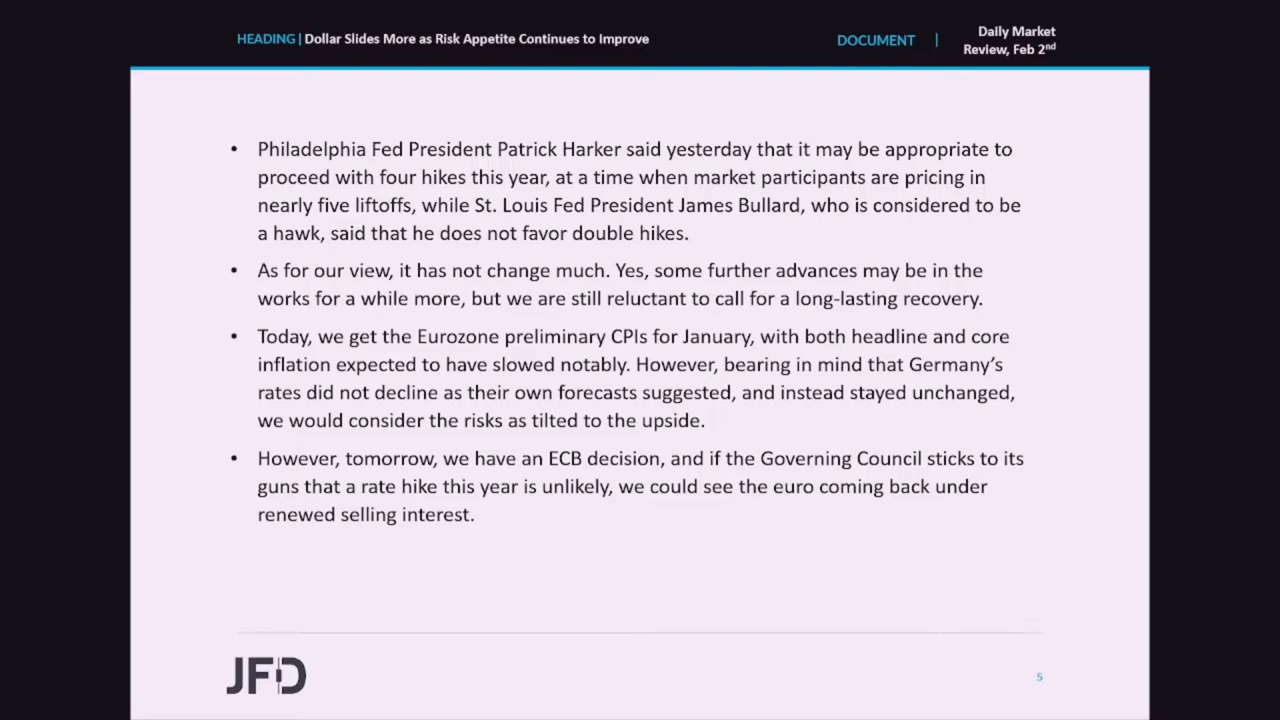 HEADING | Dollar Slides More as Risk Appetite Continues to Improve
DOCUMENT | Daily Market
Review, Feb 2nd
• Philadelphia Fed President Patrick Harker said yesterday that it may be appropriate to
proceed with four hikes this year, at a time when market participants are pricing in
nearly five liftoffs, while St. Louis Fed President James Bullard, who is considered to be
a hawk, said that he does not favor double hikes.
• As for our view, it has not change much. Yes, some further advances may be in the
works for a while more, but we are still reluctant to call for a long-lasting recovery.
• Today, we get the Eurozone preliminary CPIs for January, with both headline and core
inflation expected to have slowed notably. However, bearing in mind that Germany’s
rates did not decline as their own forecasts suggested, and instead stayed unchanged,
we would consider the risks as tilted to the upside.
• However, tomorrow, we have an ECB decision, and if the Governing Council sticks to its
guns that a rate hike this year is unlikely, we could see the euro coming back under
renewed selling interest.
JFD
5